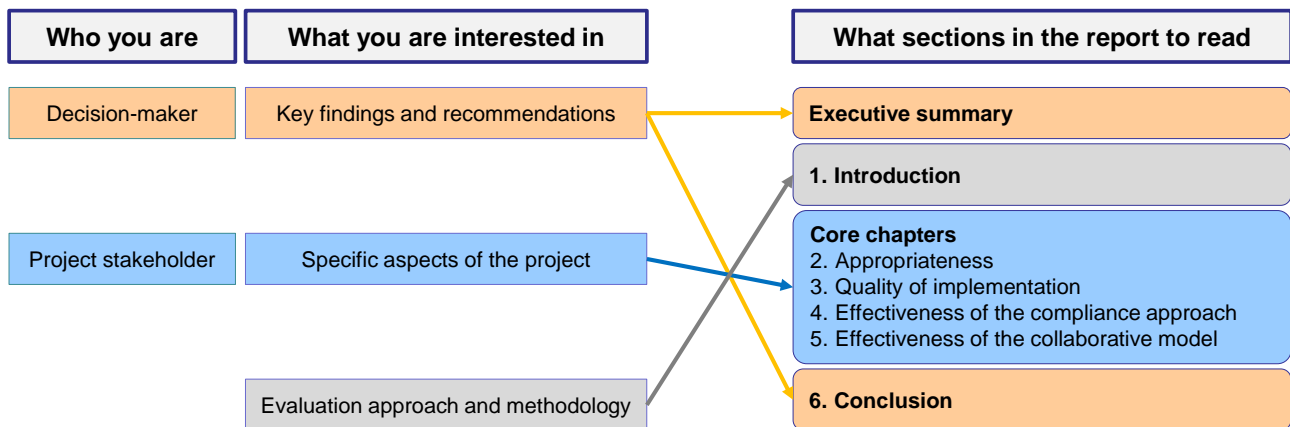 Who you are
What you are interested in
What sections in the report to read
Decision-maker
Key findings and recommendations
Executive summary
1. Introduction
Project stakeholder
Specific aspects of the project
Core chapters
2. Appropriateness
3. Quality of implementation
4. Effectiveness of the compliance approach
5. Effectiveness of the collaborative model
Evaluation approach and methodology
6. Conclusion